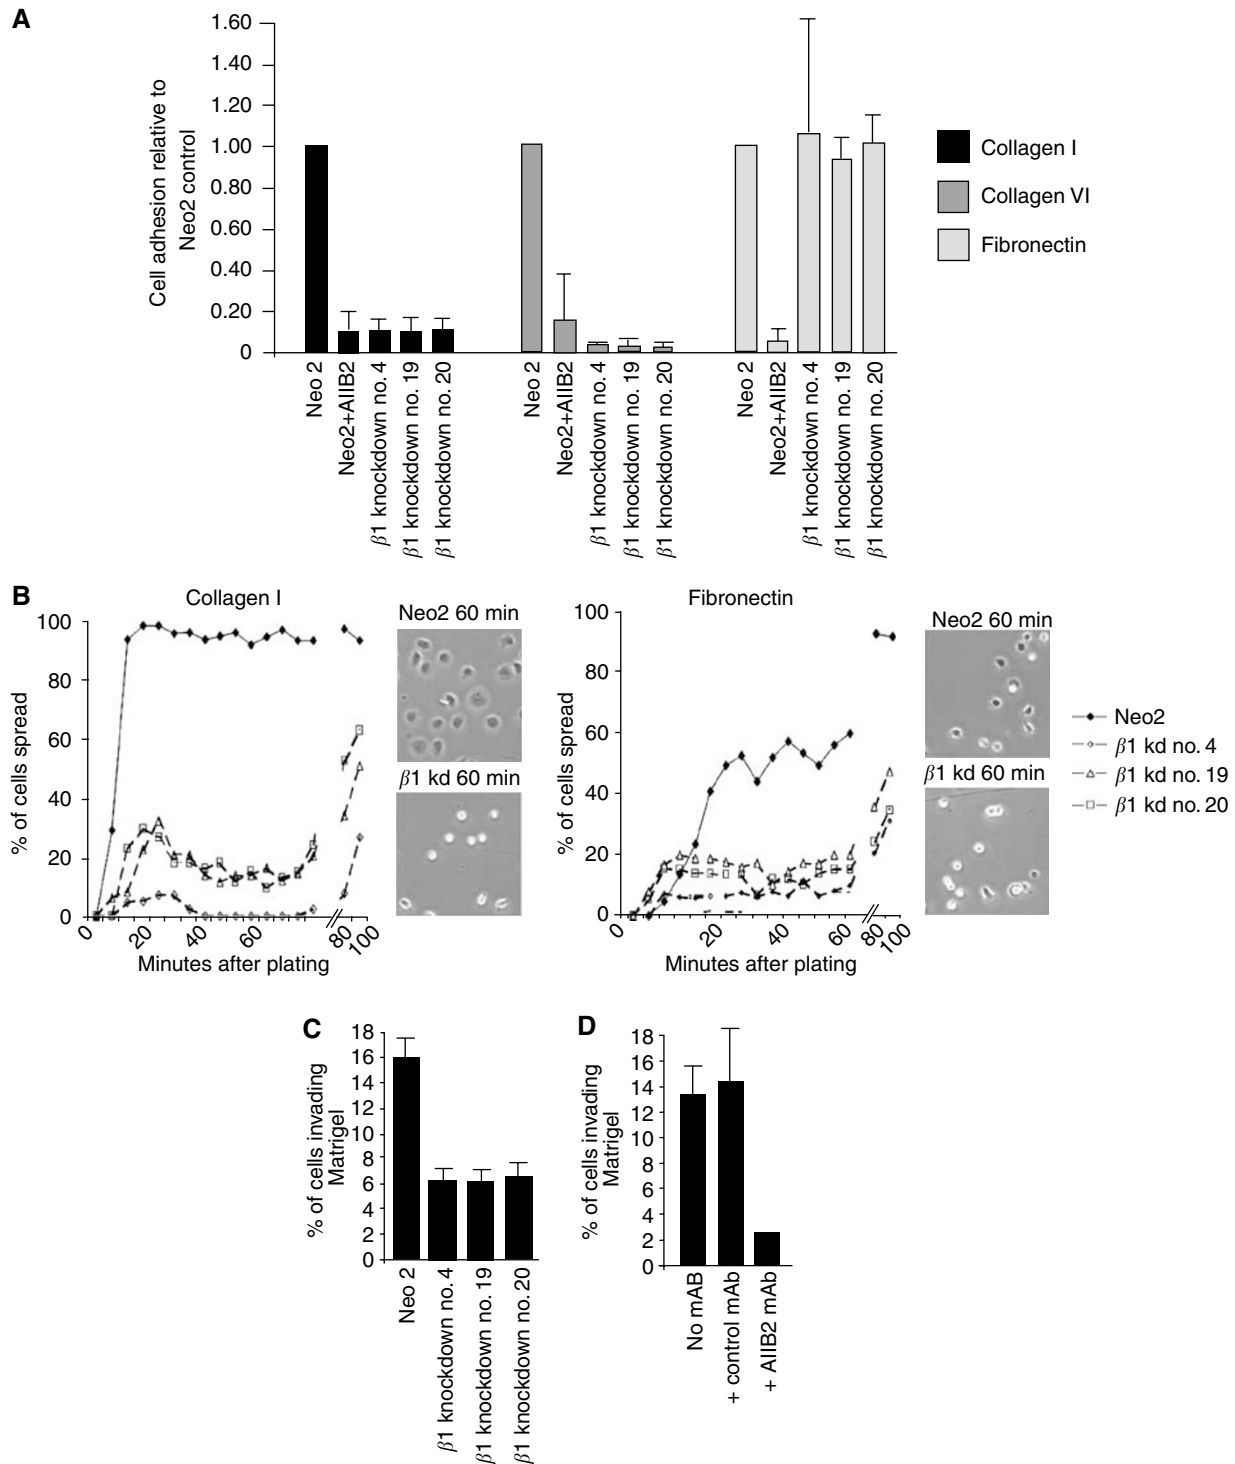 A
1.60
1.40
1.20
1.00
0.80
0.60
0.40
0.20
0
Cell adhesion relative to
Neo2 control
Neo 2
Neo2+AIIB2
β1 knockdown no. 4
β1 knockdown no. 19
β1 knockdown no. 20
Neo 2
Neo2+AIIB2
β1 knockdown no. 4
β1 knockdown no. 19
β1 knockdown no. 20
Neo 2
Neo2+AIIB2
β1 knockdown no. 4
β1 knockdown no. 19
β1 knockdown no. 20
Collagen I
Collagen VI
Fibronectin
B
Collagen I
100
80
60
40
20
0
% of cells spread
0
20
40
60
80
100
Minutes after plating
Neo2 60 min
β1 kd 60 min
Fibronectin
100
80
60
40
20
0
% of cells spread
0
20
40
60
80
100
Minutes after plating
Neo2 60 min
β1 kd 60 min
Neo2
β1 kd no. 4
β1 kd no. 19
β1 kd no. 20
C
18
16
14
12
10
8
6
4
2
0
% of cells invading
Matrigel
Neo 2
β1 knockdown no. 4
β1 knockdown no. 19
β1 knockdown no. 20
D
18
16
14
12
10
8
6
4
2
0
% of cells invading
Matrigel
No mAB
+ control mAb
+ AIIB2 mAb